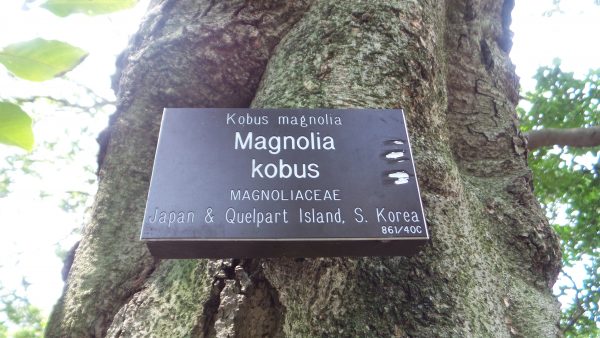 Kobus magnolia
Magnolia
kobus
MAGNOLIACEAE
Japan & Quelpart Island, S. Korea
861/40C